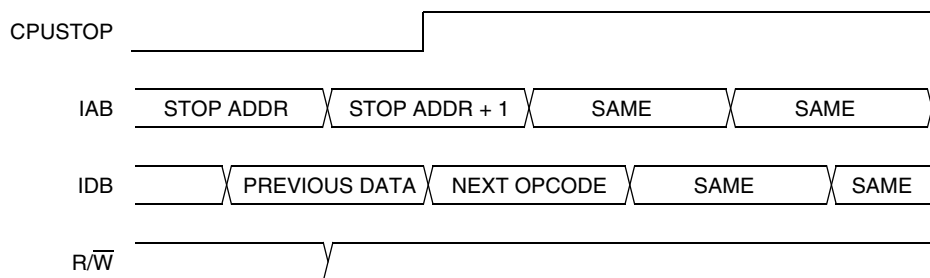 CPUSTOP
IAB STOP ADDR STOP ADDR + 1 SAME SAME
IDB PREVIOUS DATA NEXT OPCODE SAME SAME
R/W̅